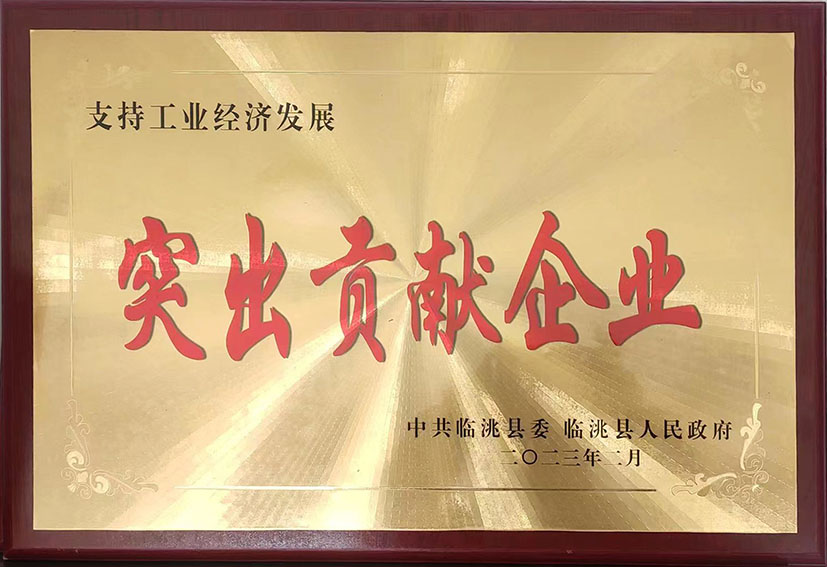 支持工业经济发展
突出贡献企业
中共临洮县委 临洮县人民政府
二〇二三年二月